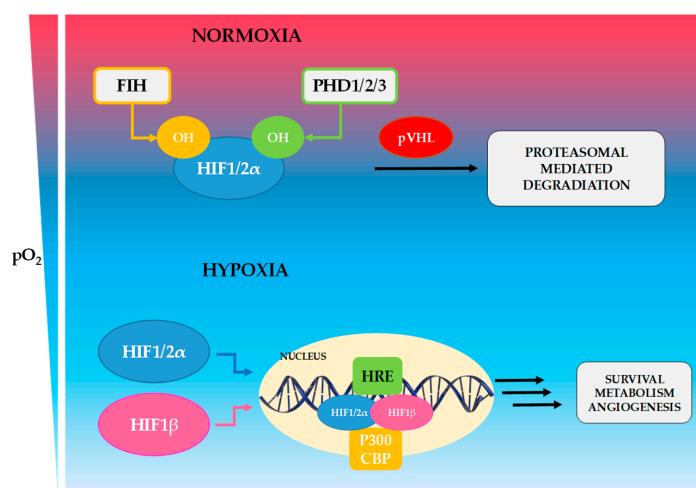 NORMOXIA
FIH
PHD1/2/3
OH
OH
pVHL
HIF1/2α
PROTEASOMAL
MEDIATED
DEGRADATION
pO₂
HYPOXIA
HIF1/2α
NUCLEUS
HRE
HIF1β
HIF1/2α
HIF1β
P300
CBP
SURVIVAL
METABOLISM
ANGIOGENESIS